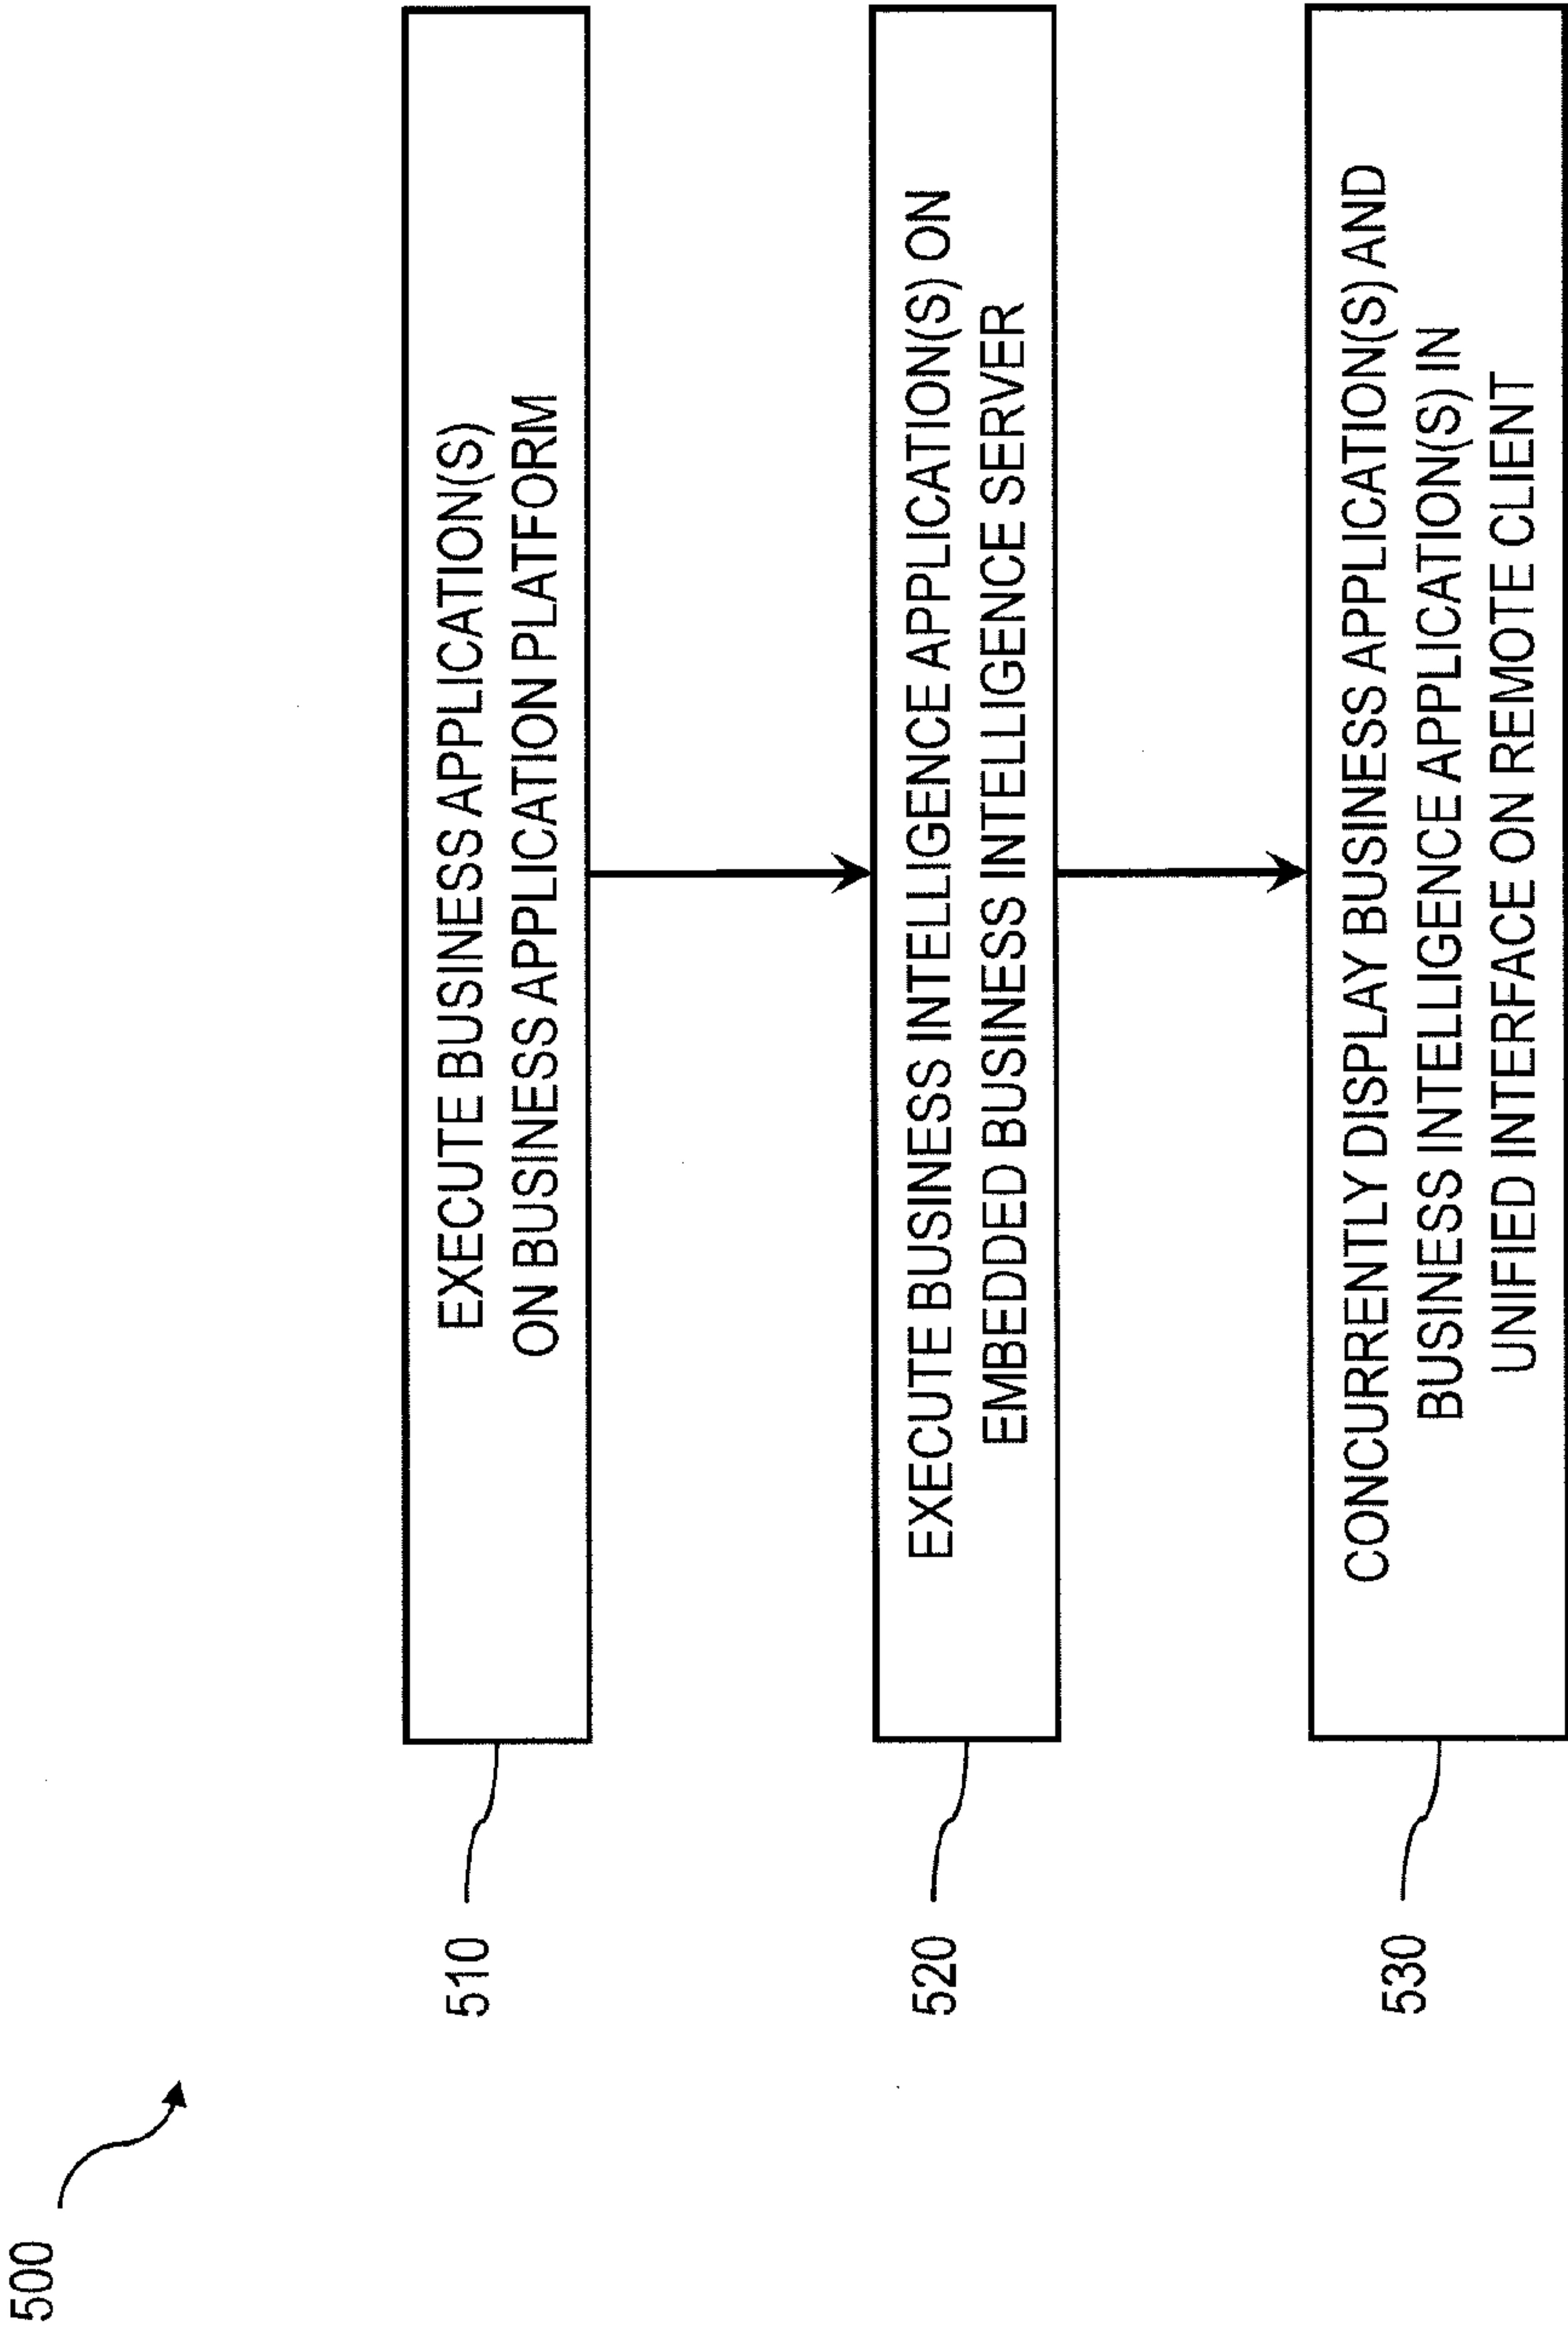 500
510
EXECUTE BUSINESS APPLICATION(S)
ON BUSINESS APPLICATION PLATFORM
520
EXECUTE BUSINESS INTELLIGENCE APPLICATION(S) ON
EMBEDDED BUSINESS INTELLIGENCE SERVER
530
CONCURRENTLY DISPLAY BUSINESS APPLICATION(S) AND
BUSINESS INTELLIGENCE APPLICATION(S) IN
UNIFIED INTERFACE ON REMOTE CLIENT